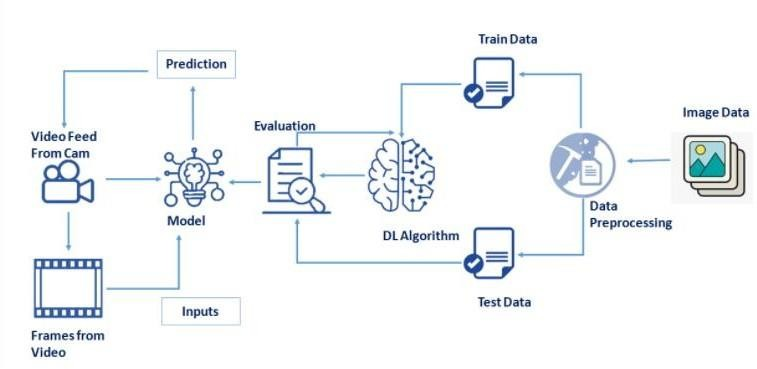 Train Data
Prediction
Image Data
Evaluation
Video Feed
From Cam
Model
DL Algorithm
Data
Preprocessing
Inputs
Test Data
Frames from
Video